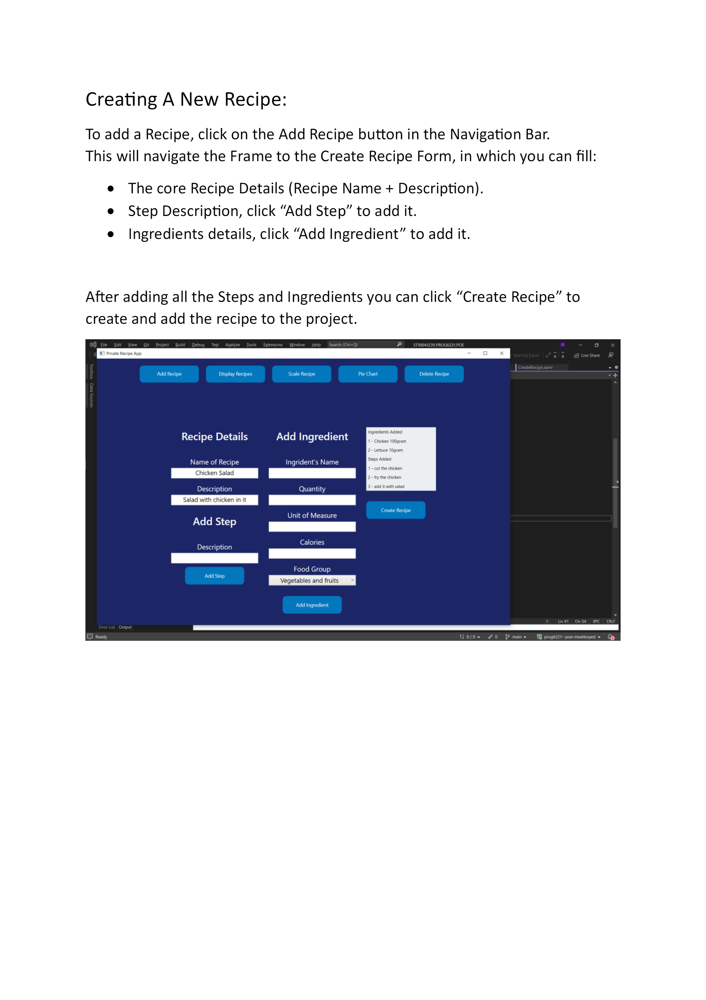 Creating A New Recipe:
To add a Recipe, click on the Add Recipe button in the Navigation Bar.
This will navigate the Frame to the Create Recipe Form, in which you can fill:
• The core Recipe Details (Recipe Name + Description).
• Step Description, click “Add Step” to add it.
• Ingredients details, click “Add Ingredient” to add it.
After adding all the Steps and Ingredients you can click “Create Recipe” to
create and add the recipe to the project.
File Edit View Git Project Build Debug Test Analyze Tools Extensions Window Help Search (Ctrl+Q) ST10041239.PROG6221.POE JS
Private Recipe App
Spacing Equal Live Share
Toolbox
Data Sources
CreateRecipe.xaml
Add Recipe Display Recipes Scale Recipe Pie Chart Delete Recipe
Recipe Details
Name of Recipe
Chicken Salad
Description
Salad with chicken in it
Add Step
Description
Add Step
Add Ingredient
Ingrident's Name
Quantity
Unit of Measure
Calories
Food Group
Vegetables and fruits
Add Ingredient
Ingredients Added
1 - Chicken 100gram
2 - Lettuce 10gram
Steps Added
1 - cut the chicken
2 - fry the chicken
3 - add it with salad
Create Recipe
Ln: 41 Ch: 54 SPC CRLF
Error List Output
Ready 0 / 0 0 main prog6221--poe-meatboyed 1